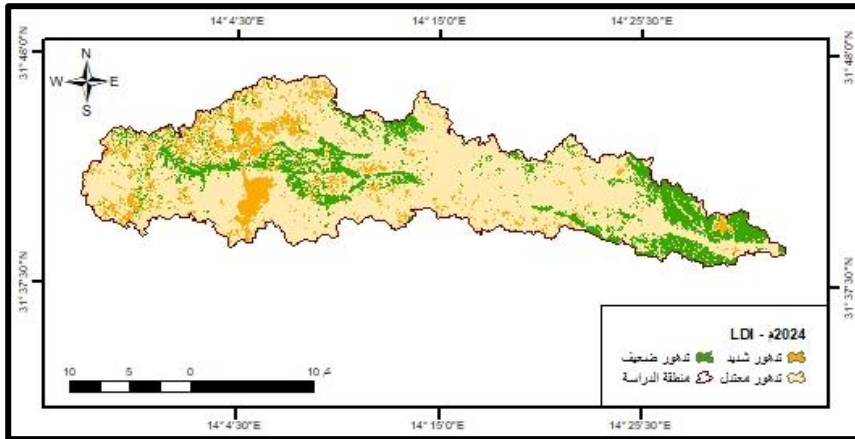 14°4'30"E 14°15'0"E 14°25'30"E
31°48'0"N 31°48'0"N
N
W E
S
31°37'30"N 31°37'30"N
2024م - LDI
تدهور شديد تدهور ضعيف
تدهور معتدل منطقة الدراسة
10 5 0 10
14°4'30"E 14°15'0"E 14°25'30"E